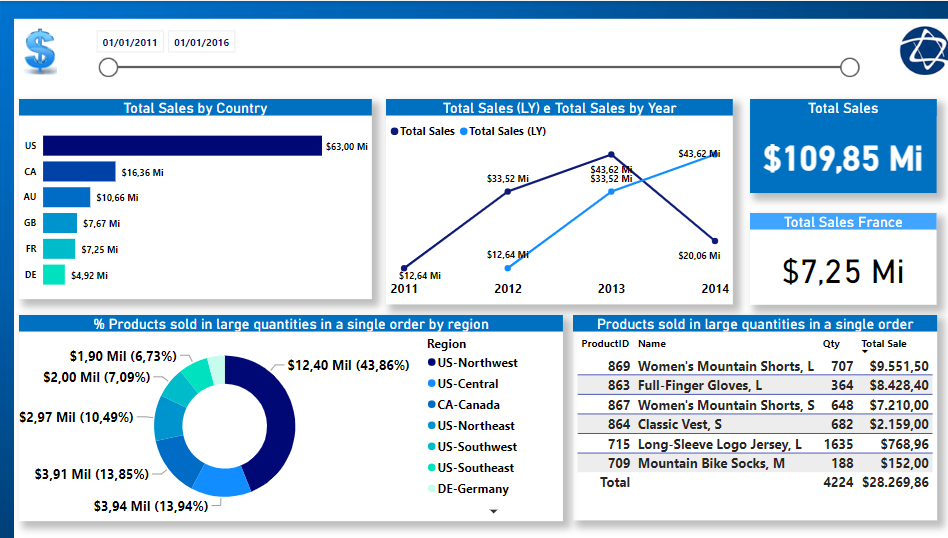 01/01/2011 01/01/2016
Total Sales by Country
US $63,00 Mi
CA $16,36 Mi
AU $10,66 Mi
GB $7,67 Mi
FR $7,25 Mi
DE $4,92 Mi
Total Sales (LY) e Total Sales by Year
Total Sales Total Sales (LY)
$43,62 Mi
$43,62 Mi
$33,52 Mi $33,52 Mi
$12,64 Mi $20,06 Mi
$12,64 Mi
2011 2012 2013 2014
Total Sales
$109,85 Mi
Total Sales France
$7,25 Mi
% Products sold in large quantities in a single order by region
$1,90 Mil (6,73%)
$12,40 Mil (43,86%)
$2,00 Mil (7,09%)
$2,97 Mil (10,49%)
$3,91 Mil (13,85%)
$3,94 Mil (13,94%)
Region
US-Northwest
US-Central
CA-Canada
US-Northeast
US-Southwest
US-Southeast
DE-Germany
Products sold in large quantities in a single order
ProductID Name Qty Total Sale
869 Women's Mountain Shorts, L 707 $9.551,50
863 Full-Finger Gloves, L 364 $8.428,40
867 Women's Mountain Shorts, S 648 $7.210,00
864 Classic Vest, S 682 $2.159,00
715 Long-Sleeve Logo Jersey, L 1635 $768,96
709 Mountain Bike Socks, M 188 $152,00
Total 4224 $28.269,86